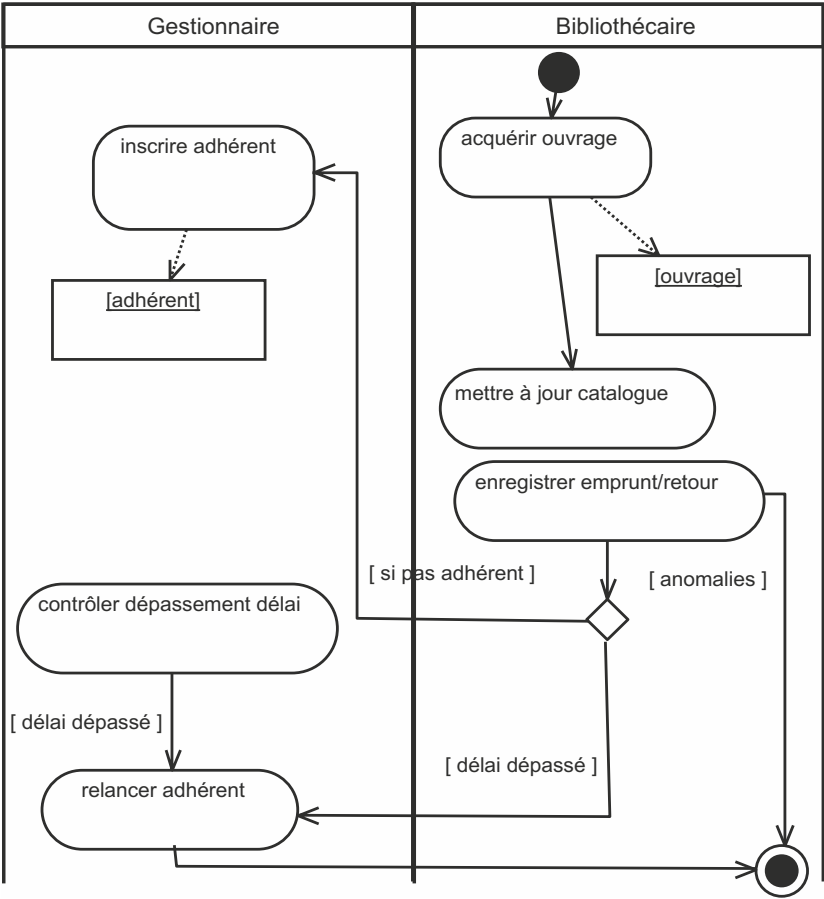 Gestionnaire
Bibliothécaire
inscrire adhérent
acquérir ouvrage
[adhérent]
[ouvrage]
mettre à jour catalogue
enregistrer emprunt/retour
[ si pas adhérent ]
[ anomalies ]
contrôler dépassement délai
[ délai dépassé ]
[ délai dépassé ]
relancer adhérent